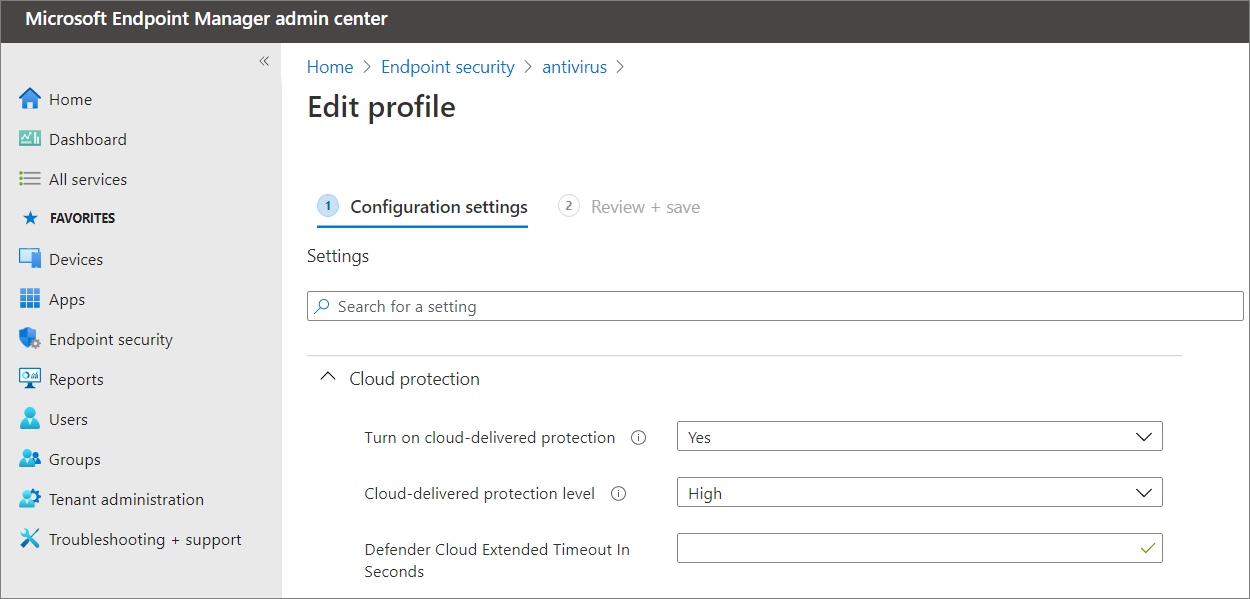 Microsoft Endpoint Manager admin center
«
Home
Dashboard
All services
FAVORITES
Devices
Apps
Endpoint security
Reports
Users
Groups
Tenant administration
Troubleshooting + support
Home > Endpoint security > antivirus >
Edit profile
1 Configuration settings 2 Review + save
Settings
Search for a setting
Cloud protection
Turn on cloud-delivered protection Yes
Cloud-delivered protection level High
Defender Cloud Extended Timeout In
Seconds